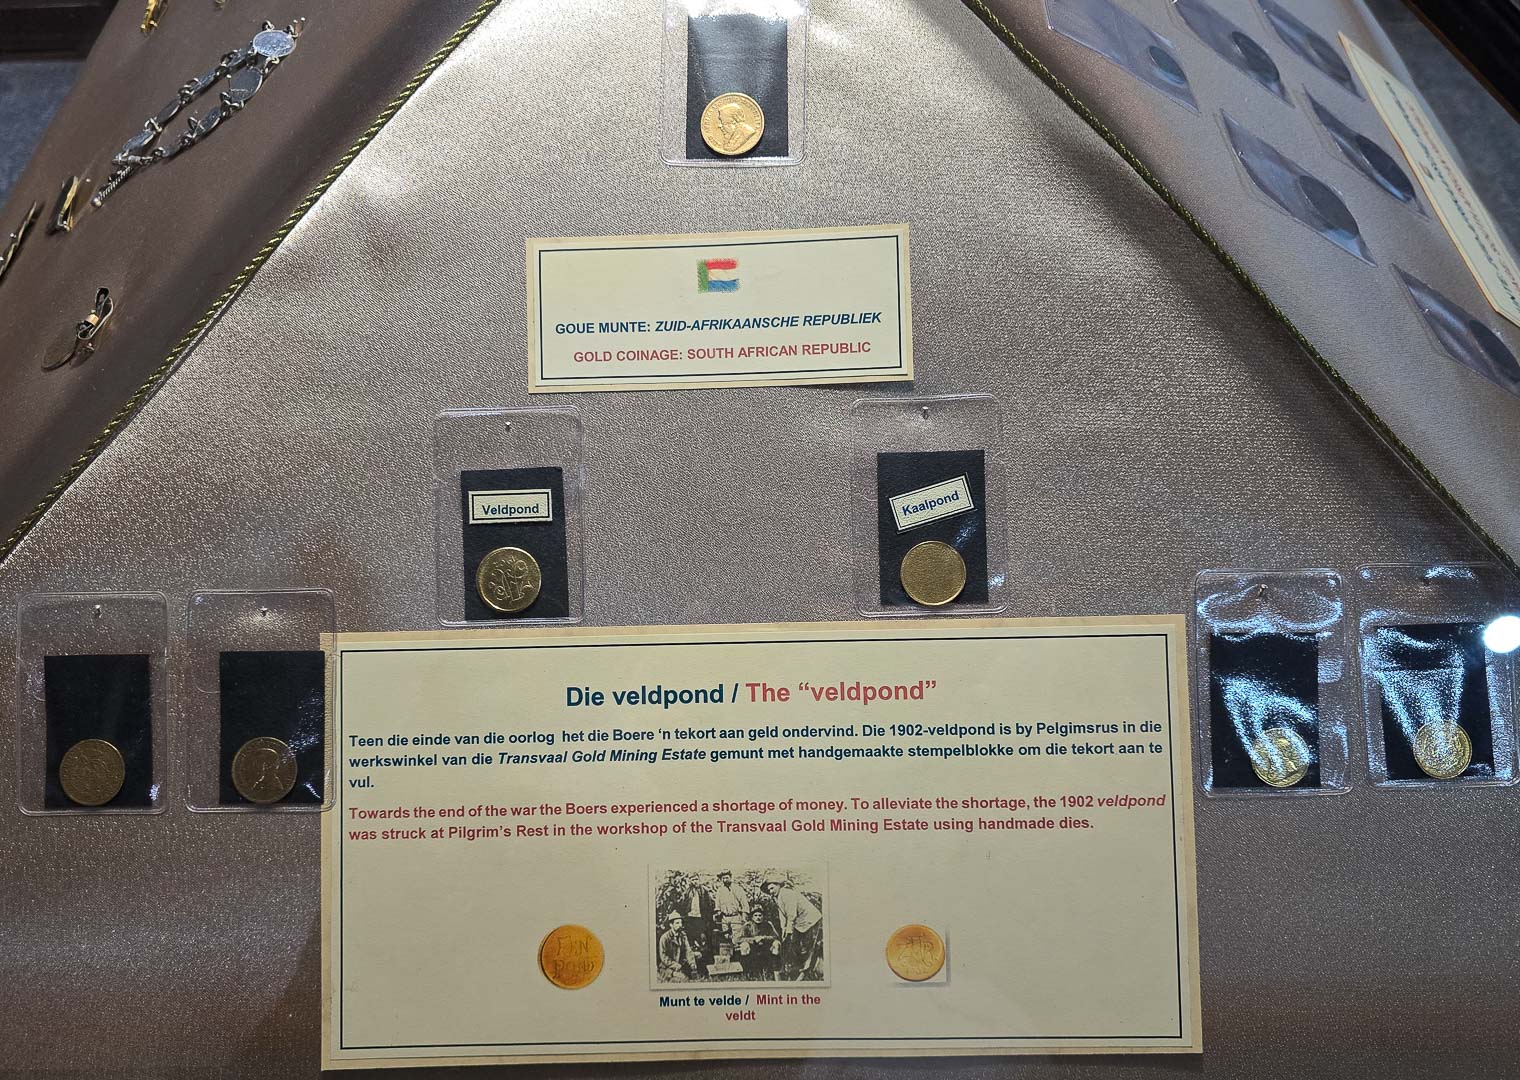 GOUE MUNTE: ZUID-AFRIKAANSCHE REPUBLIEK
GOLD COINAGE: SOUTH AFRICAN REPUBLIC
Veldpond
Kaalpond
Die veldpond / The “veldpond”
Teen die einde van die oorlog het die Boere ‘n tekort aan geld ondervind. Die 1902-veldpond is by Pelgimsrus in die
werkswinkel van die Transvaal Gold Mining Estate gemunt met handgemaakte stempelblokke om die tekort aan te
vul.
Towards the end of the war the Boers experienced a shortage of money. To alleviate the shortage, the 1902 veldpond
was struck at Pilgrim’s Rest in the workshop of the Transvaal Gold Mining Estate using handmade dies.
EEN
POND
Munt te velde / Mint in the
veldt